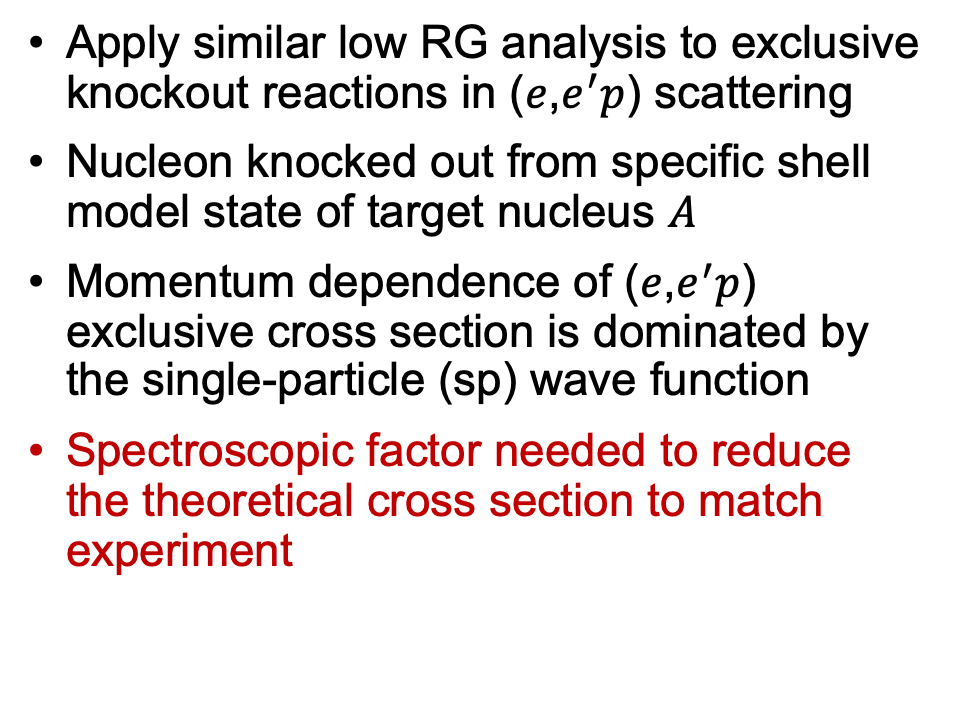 • Apply similar low RG analysis to exclusive
knockout reactions in (𝑒,𝑒′𝑝) scattering
• Nucleon knocked out from specific shell
model state of target nucleus 𝐴
• Momentum dependence of (𝑒,𝑒′𝑝)
exclusive cross section is dominated by
the single-particle (sp) wave function
• Spectroscopic factor needed to reduce
the theoretical cross section to match
experiment